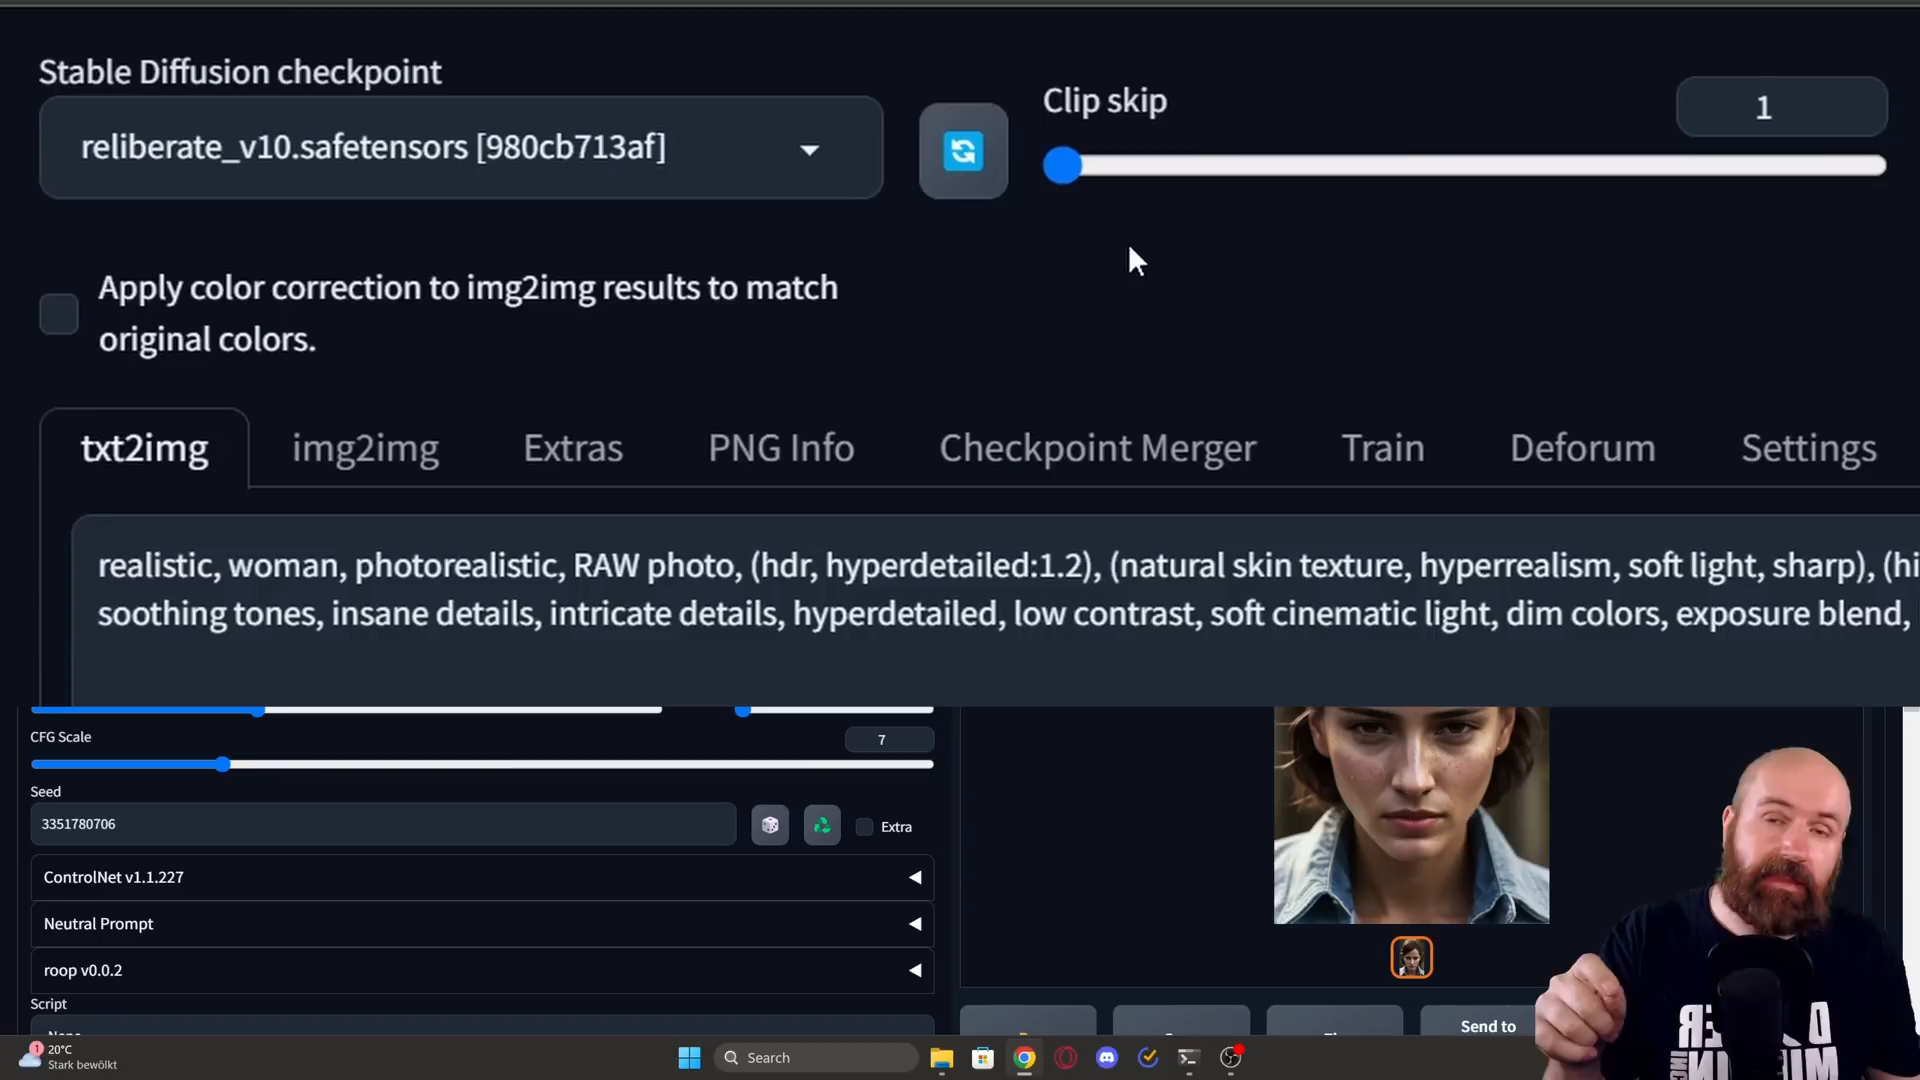 Stable Diffusion checkpoint
reliberate_v10.safetensors [980cb713af]
Clip skip
1
Apply color correction to img2img results to match
original colors.
txt2img img2img Extras PNG Info Checkpoint Merger Train Deforum Settings
realistic, woman, photorealistic, RAW photo, (hdr, hyperdetailed:1.2), (natural skin texture, hyperrealism, soft light, sharp), (hi
soothing tones, insane details, intricate details, hyperdetailed, low contrast, soft cinematic light, dim colors, exposure blend,
CFG Scale
7
Seed
3351780706
Extra
ControlNet v1.1.227
Neutral Prompt
roop v0.0.2
Script
Send to
1
20°C
Stark bewölkt
Search